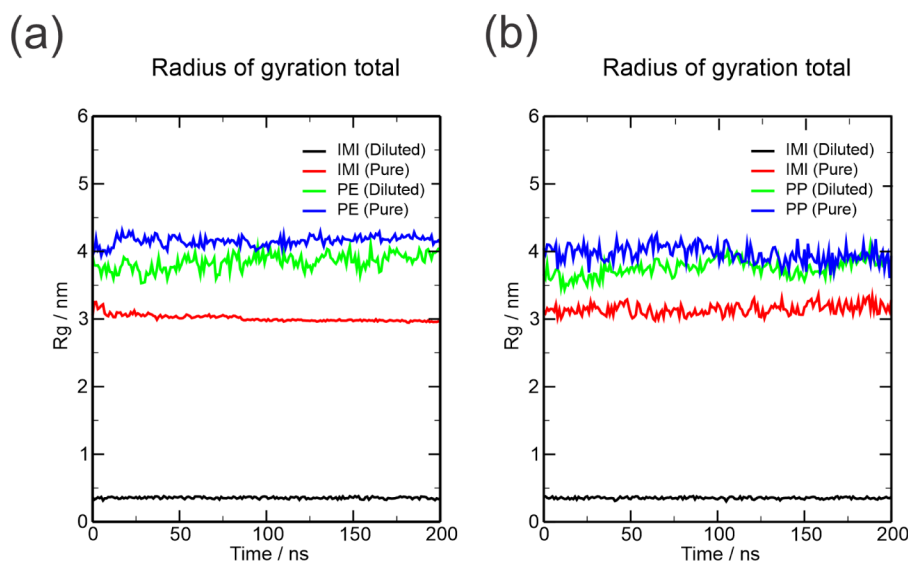 (a)
Radius of gyration total
6
5
4
3
2
1
0
Rg / nm
IMI (Diluted)
IMI (Pure)
PE (Diluted)
PE (Pure)
0
50
100
150
200
Time / ns
(b)
Radius of gyration total
6
5
4
3
2
1
0
Rg / nm
IMI (Diluted)
IMI (Pure)
PP (Diluted)
PP (Pure)
0
50
100
150
200
Time / ns